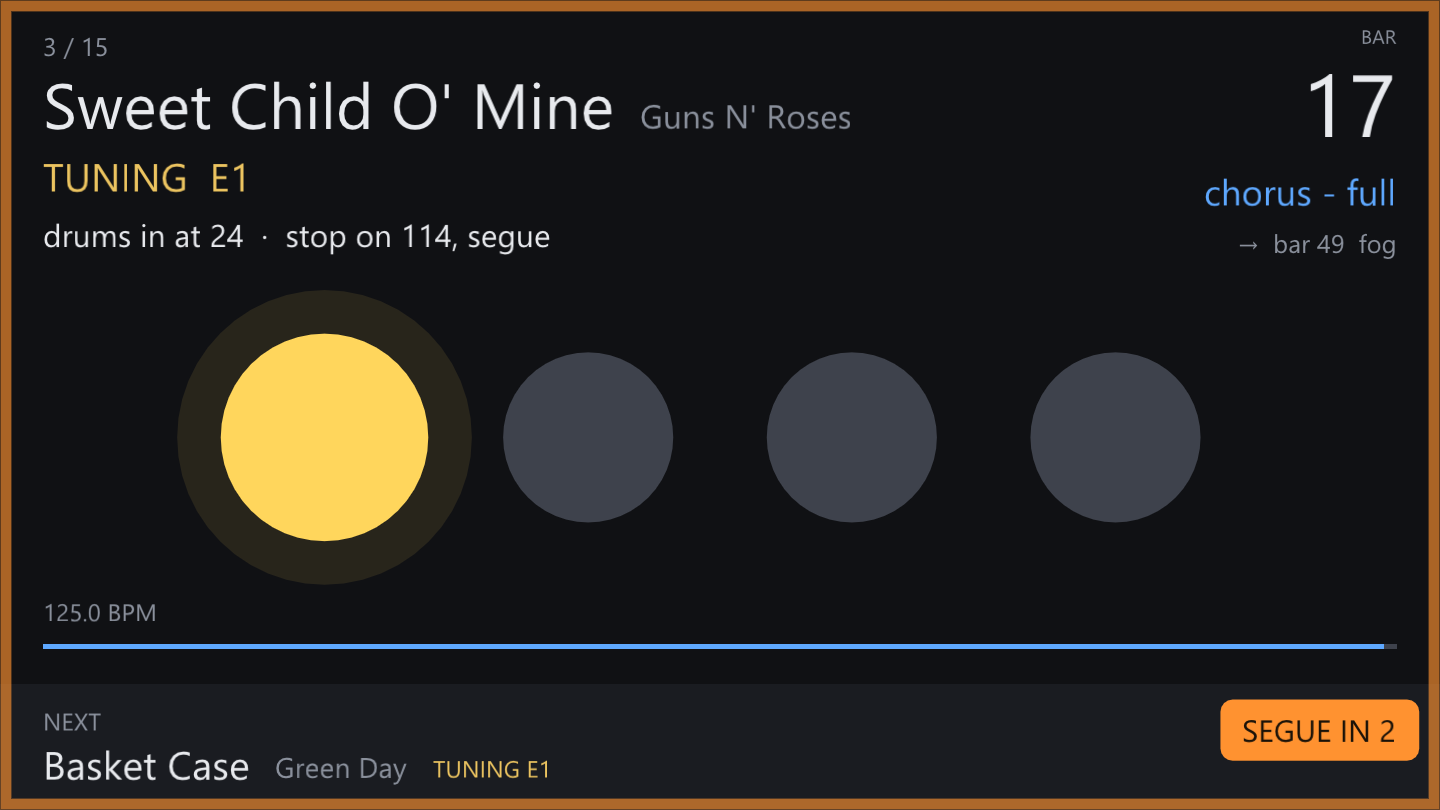 3 / 15
BAR
Sweet Child O' Mine Guns N' Roses
17
TUNING E1
chorus - full
drums in at 24 · stop on 114, segue
→ bar 49 fog
125.0 BPM
NEXT
SEGUE IN 2
Basket Case Green Day TUNING E1